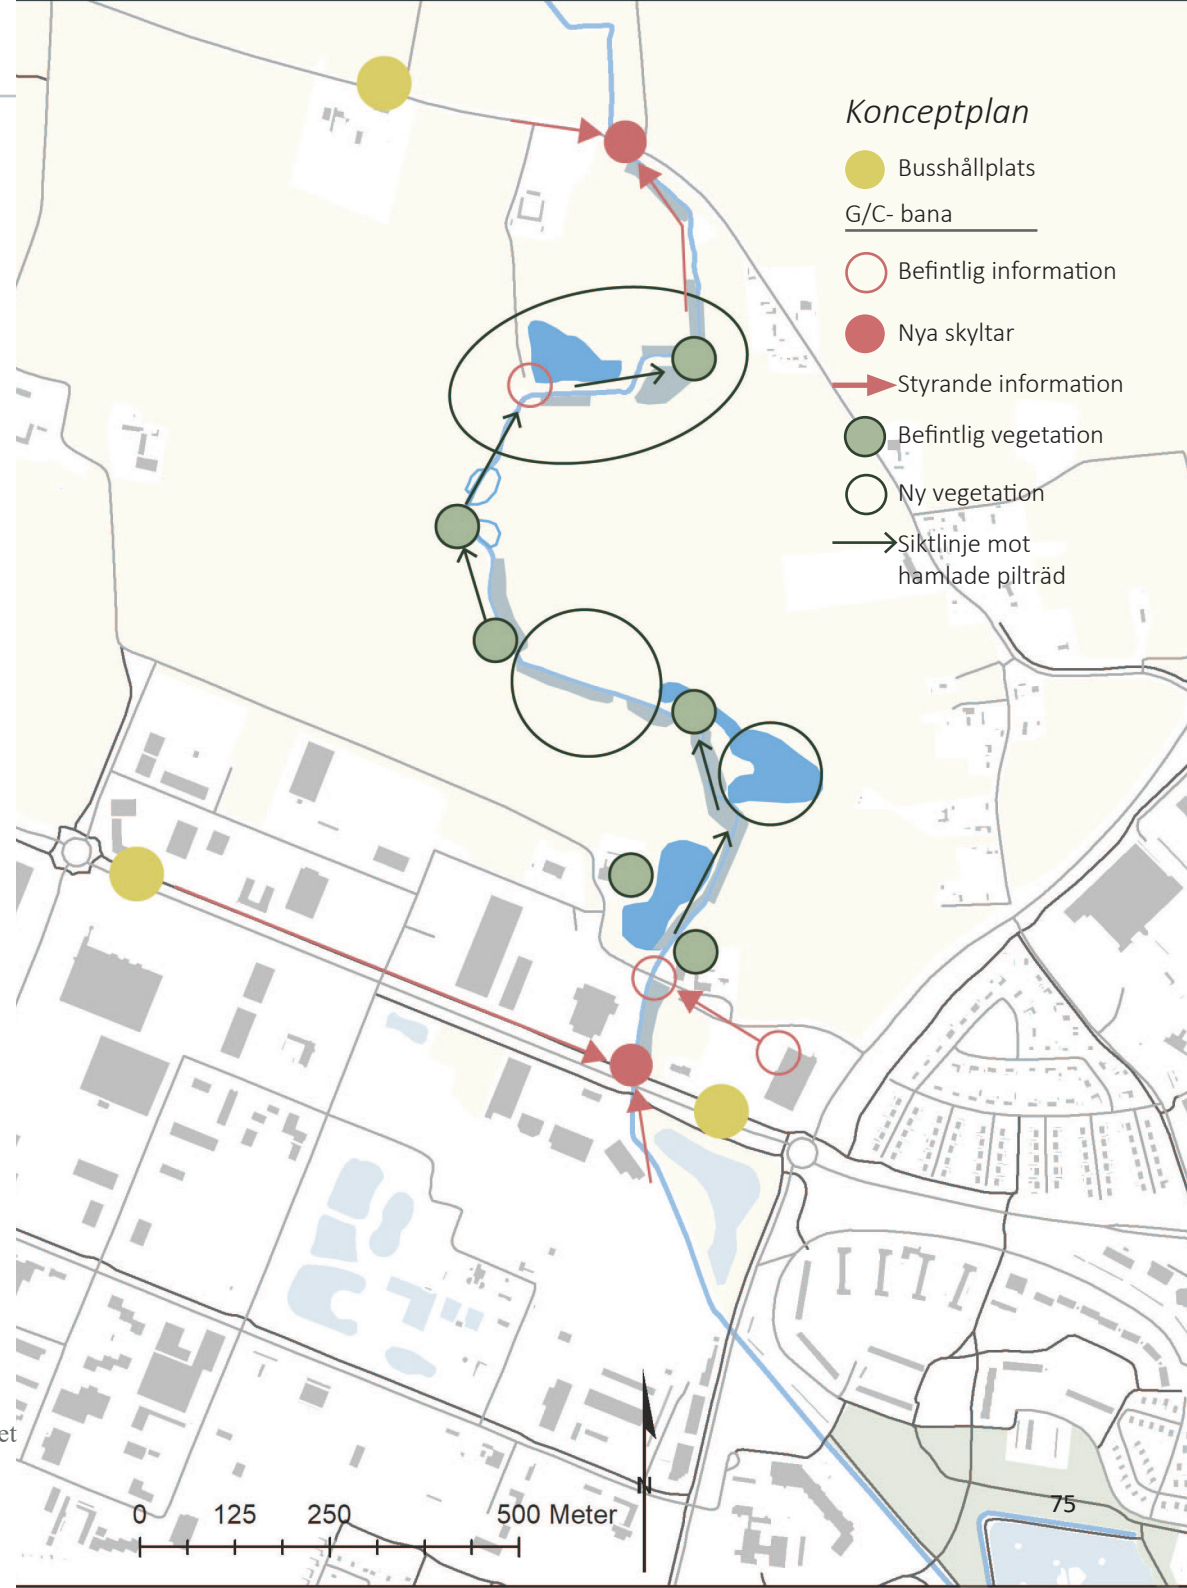 Konceptplan
Busshållplats
G/C- bana
Befintlig information
Nya skyltar
Styrande information
Befintlig vegetation
Ny vegetation
Siktlinje mot
hamlade pilträd
et
N
75
0 125 250 500 Meter